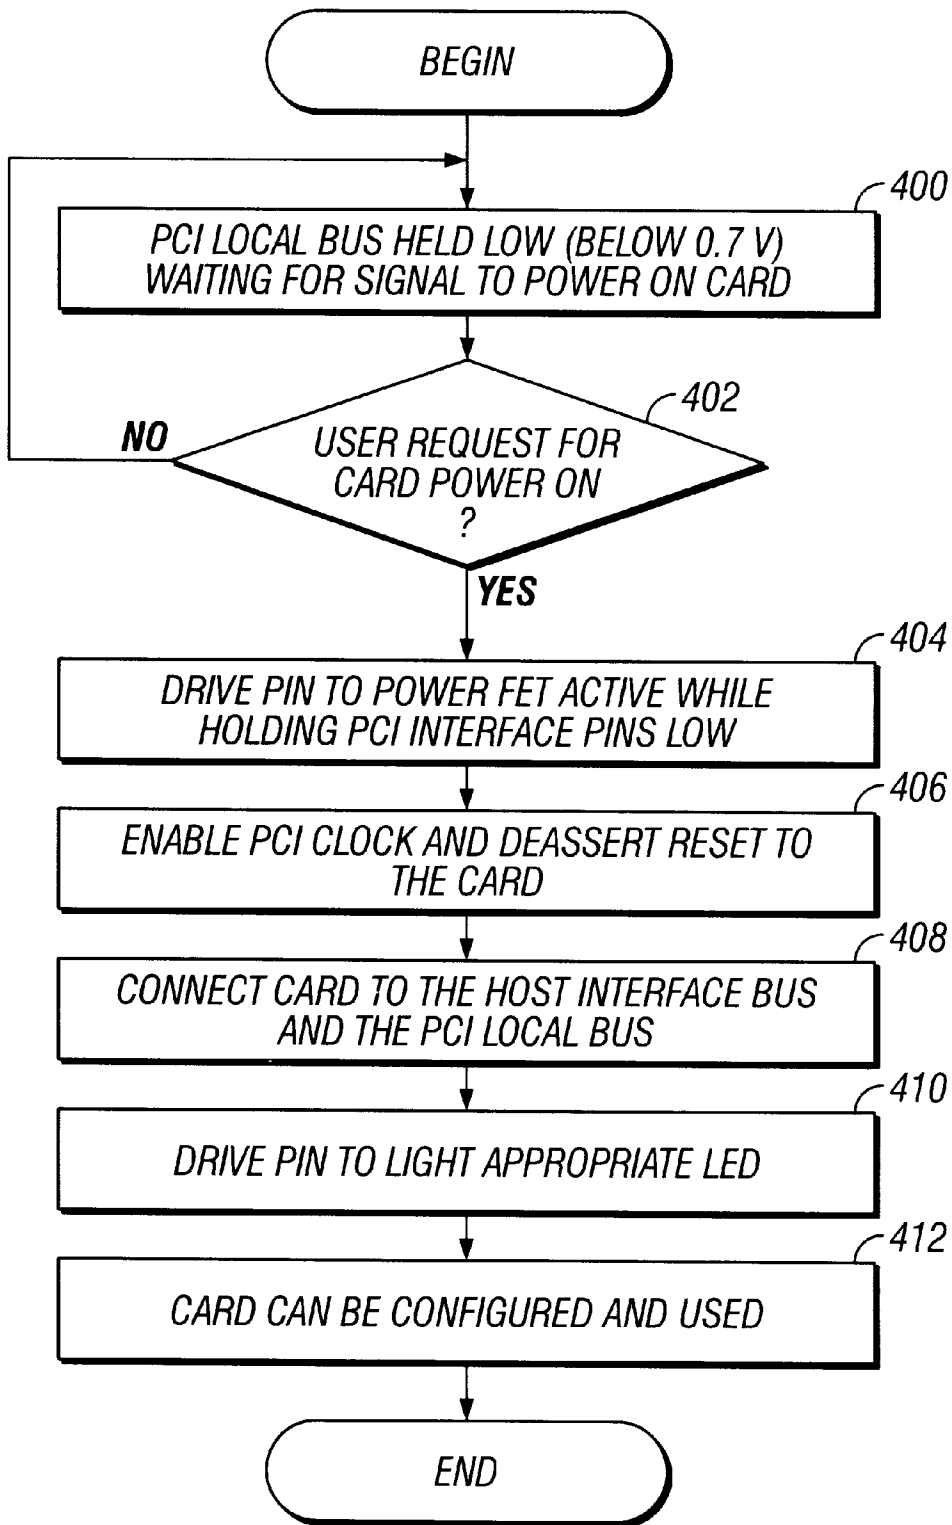 BEGIN
400
PCI LOCAL BUS HELD LOW (BELOW 0.7 V)
WAITING FOR SIGNAL TO POWER ON CARD
402
NO
USER REQUEST FOR
CARD POWER ON
?
YES
404
DRIVE PIN TO POWER FET ACTIVE WHILE
HOLDING PCI INTERFACE PINS LOW
406
ENABLE PCI CLOCK AND DEASSERT RESET TO
THE CARD
408
CONNECT CARD TO THE HOST INTERFACE BUS
AND THE PCI LOCAL BUS
410
DRIVE PIN TO LIGHT APPROPRIATE LED
412
CARD CAN BE CONFIGURED AND USED
END